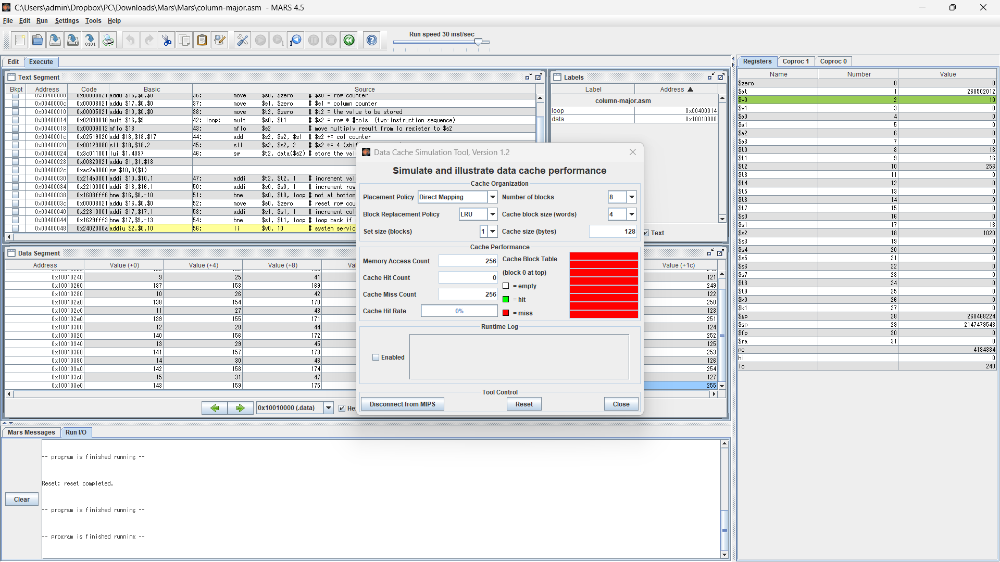 C:\Users\admin\Dropbox\PC\Downloads\Mars\Mars\column-major.asm - MARS 4.5
File Edit Run Settings Tools Help
Run speed 30 inst/sec
Edit Execute
Text Segment
Bkpt Address Code Basic Source
0x00400008 0x00008021 addu $16,$0,$0 36: move $s0, $zero # $s0 = row counter
0x0040000c 0x00008821 addu $17,$0,$0 37: move $s1, $zero # $s1 = column counter
0x00400010 0x00005021 addu $10,$0,$0 38: move $t2, $zero # $t2 = the value to be stored
0x00400014 0x02090018 mult $16,$9 42: loop: mult $s0, $t1 # $s2 = row * #cols (two-instruction sequence)
0x00400018 0x00009012 mflo $18 43: mflo $s2 # move multiply result from lo register to $s2
0x0040001c 0x02519020 add $18,$18,$17 44: add $s2, $s2, $s1 # $s2 += col counter
0x00400020 0x00129080 sll $18,$18,2 45: sll $s2, $s2, 2 # $s2 *= 4 (shif
0x00400024 0x3c011001 lui $1,4097 46: sw $t2, data($s2) # store the val
0x00400028 0x00320821 addu $1,$1,$18
0x0040002c 0xac2a0000 sw $10,0($1)
0x00400030 0x214a0001 addi $10,$10,1 47: addi $t2, $t2, 1 # increment val
0x00400034 0x22100001 addi $16,$16,1 50: addi $s0, $s0, 1 # increment row
0x00400038 0x1608fff6 bne $16,$8,-10 51: bne $s0, $t0, loop # not at bottom
0x0040003c 0x00008021 addu $16,$0,$0 52: move $s0, $zero # reset row cou
0x00400040 0x22310001 addi $17,$17,1 53: addi $s1, $s1, 1 # increment col
0x00400044 0x1629fff3 bne $17,$9,-13 54: bne $s1, $t1, loop # loop back if
0x00400048 0x2402000a addiu $2,$0,10 56: li $v0, 10 # system servic
Labels
Label Address ▲
column-major.asm
loop 0x00400014
data 0x10010000
Text
Data Cache Simulation Tool, Version 1.2
Simulate and illustrate data cache performance
Cache Organization
Placement Policy Direct Mapping Number of blocks 8
Block Replacement Policy LRU Cache block size (words) 4
Set size (blocks) 1 Cache size (bytes) 128
Cache Performance
Memory Access Count 256 Cache Block Table
(block 0 at top)
Cache Hit Count 0
= empty
Cache Miss Count 256
= hit
Cache Hit Rate 0%
= miss
Runtime Log
Enabled
Tool Control
Disconnect from MIPS Reset Close
Data Segment
Address Value (+0) Value (+4) Value (+8) Val Value (+1c)
0x10010240 9 25 41 121
0x10010260 137 153 169 249
0x10010280 10 26 42 122
0x100102a0 138 154 170 250
0x100102c0 11 27 43 123
0x100102e0 139 155 171 251
0x10010300 12 28 44 124
0x10010320 140 156 172 252
0x10010340 13 29 45 125
0x10010360 141 157 173 253
0x10010380 14 30 46 126
0x100103a0 142 158 174 254
0x100103c0 15 31 47 127
0x100103e0 143 159 175 255
0x10010000 (.data) He
Mars Messages Run I/O
-- program is finished running --
Reset: reset completed.
-- program is finished running --
-- program is finished running --
Clear
Registers Coproc 1 Coproc 0
Name Number Value
$zero 0 0
$at 1 268502012
$v0 2 10
$v1 3 0
$a0 4 0
$a1 5 0
$a2 6 0
$a3 7 0
$t0 8 16
$t1 9 16
$t2 10 256
$t3 11 0
$t4 12 0
$t5 13 0
$t6 14 0
$t7 15 0
$s0 16 0
$s1 17 16
$s2 18 1020
$s3 19 0
$s4 20 0
$s5 21 0
$s6 22 0
$s7 23 0
$t8 24 0
$t9 25 0
$k0 26 0
$k1 27 0
$gp 28 268468224
$sp 29 2147479548
$fp 30 0
$ra 31 0
pc 4194384
hi 0
lo 240